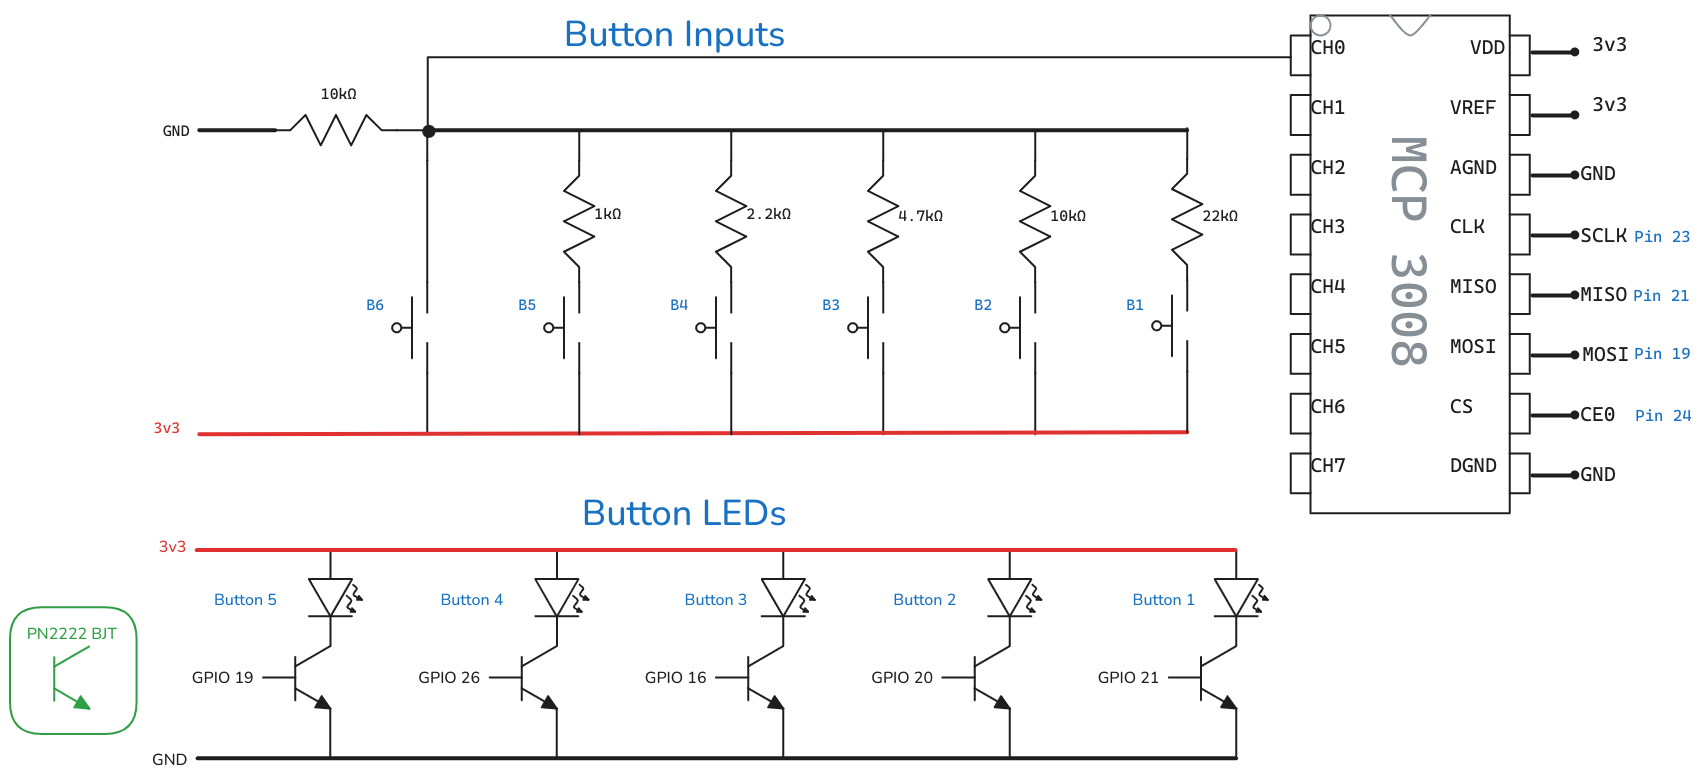 Button Inputs
10kΩ
GND
1kΩ
2.2kΩ
4.7kΩ
10kΩ
22kΩ
B6
B5
B4
B3
B2
B1
3v3
CH0
CH1
CH2
CH3
CH4
CH5
CH6
CH7
MCP 3008
VDD
VREF
AGND
CLK
MISO
MOSI
CS
DGND
3v3
3v3
GND
SCLK Pin 23
MISO Pin 21
MOSI Pin 19
CE0 Pin 24
GND
Button LEDs
3v3
Button 5
Button 4
Button 3
Button 2
Button 1
PN2222 BJT
GPIO 19
GPIO 26
GPIO 16
GPIO 20
GPIO 21
GND